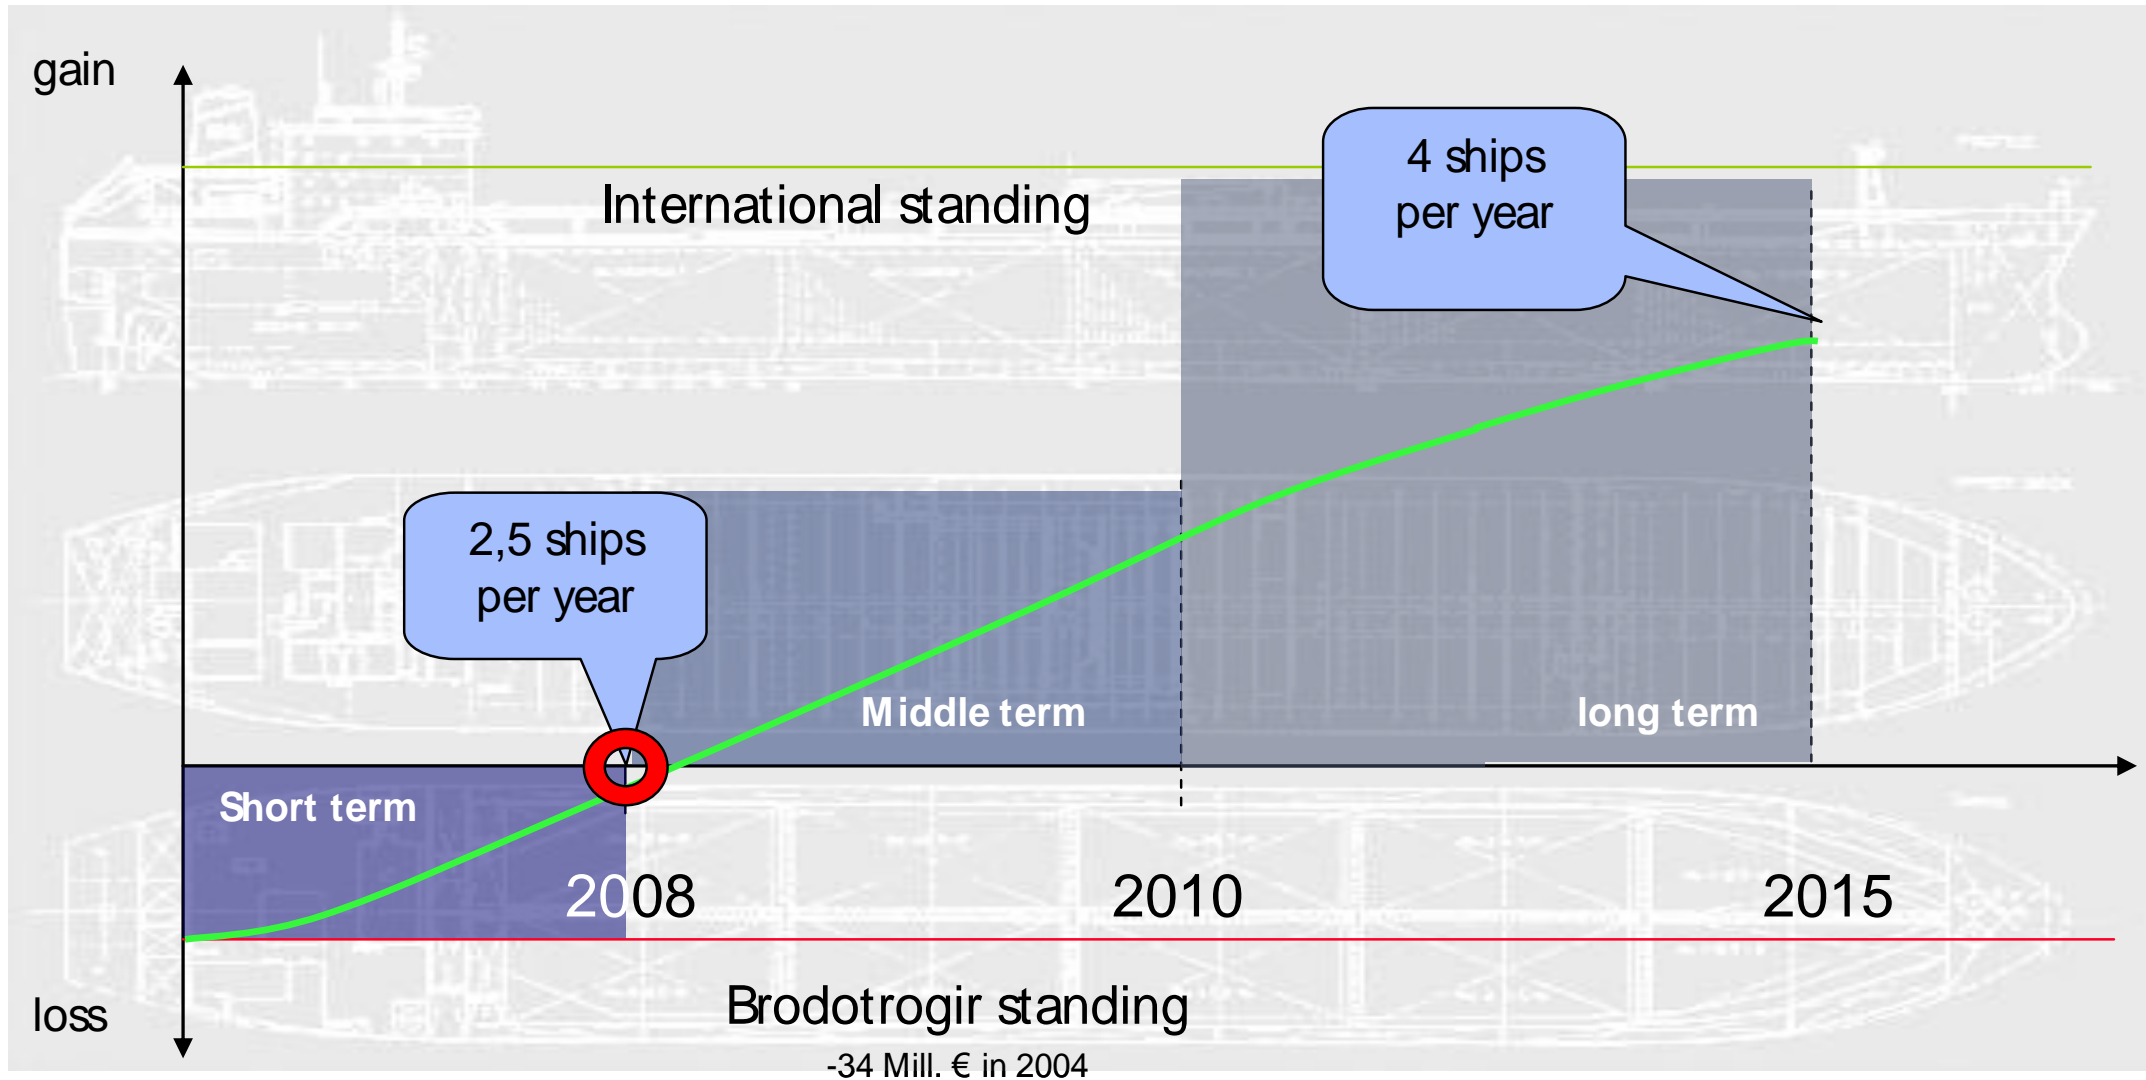 gain
4 ships
per year
International standing
2,5 ships
per year
Middle term
long term
Short term
2008
2010
2015
loss
Brodotrogir standing
-34 Mill. € in 2004